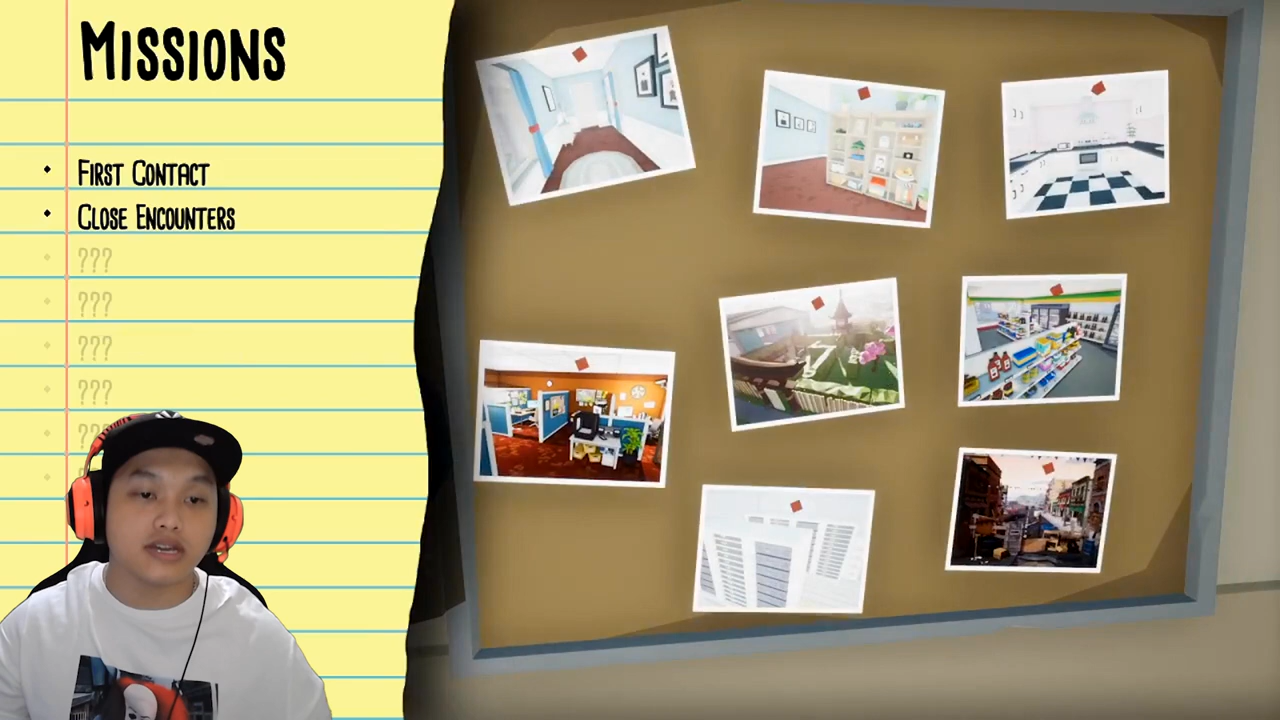 MISSIONS
• FIRST CONTACT
• CLOSE ENCOUNTERS
• ???
• ???
• ???
• ???
• ???
• ?